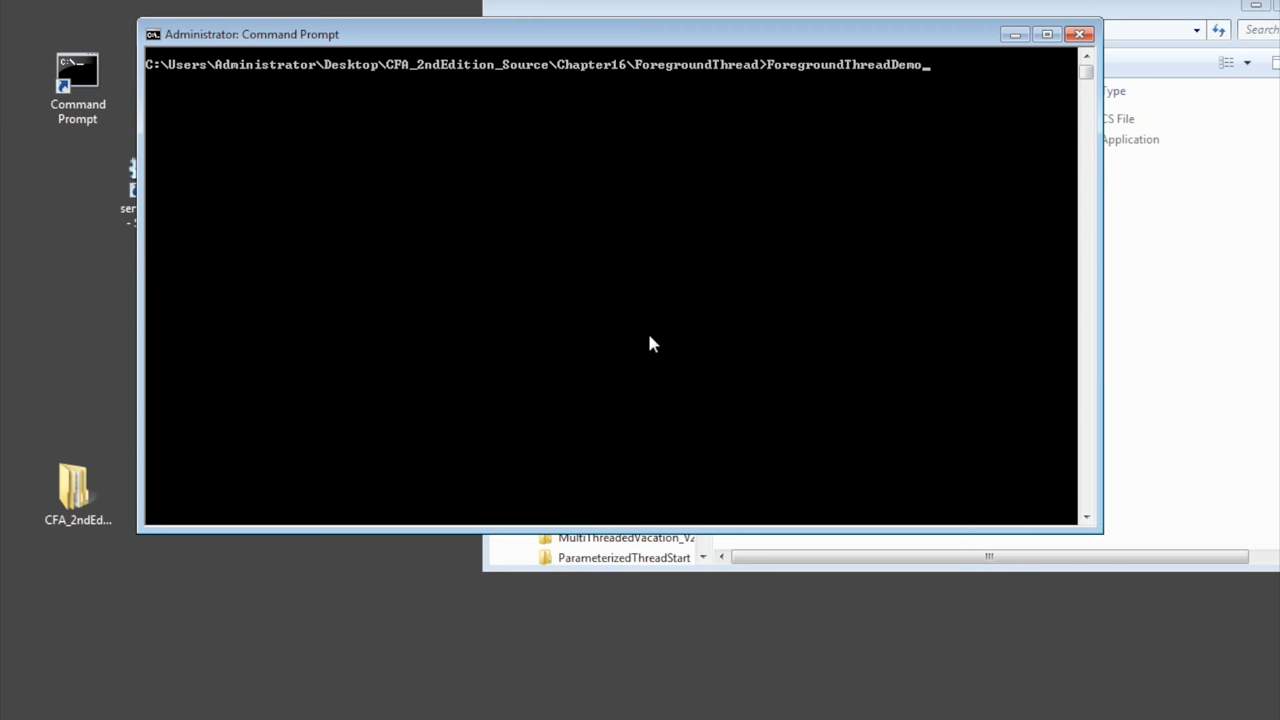 Administrator: Command Prompt
C:\Users\Administrator\Desktop\CFA_2ndEdition_Source\Chapter16\ForegroundThread>ForegroundThreadDemo_
Search
Type
CS File
Application
Command
Prompt
ser
- S
CFA_2ndEd...
MultiThreadedVacation_V2
ParameterizedThreadStart